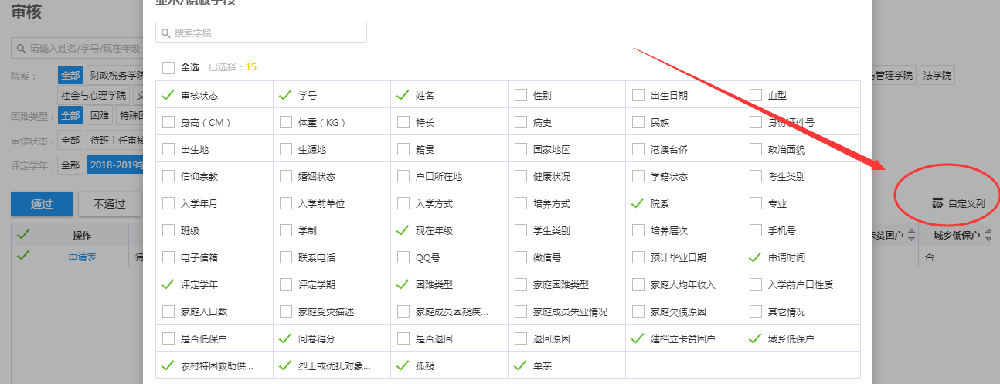 审核
显示/隐藏字段
搜索字段
请输入姓名/学号/现在年级
全选 已选择：15
院系： 全部 财政税务学院
管理学院 法学院
社会与心理学院
困难类型： 全部 困难 特殊困
审核状态： 全部 待班主任审核
评定学年： 全部 2018-2019学
通过 不通过
自定义列
操作
卡贫困户 城乡低保户
申请表 待
否
审核状态 学号 姓名 性别 出生日期 血型
身高（CM） 体重（KG） 特长 病史 民族 身份证件号
出生地 生源地 籍贯 国家地区 港澳台侨 政治面貌
信仰宗教 婚姻状态 户口所在地 健康状况 学籍状态 考生类别
入学年月 入学前单位 入学方式 培养方式 院系 专业
班级 学制 现在年级 学生类别 培养层次 手机号
电子信箱 联系电话 QQ号 微信号 预计毕业日期 申请时间
评定学年 评定学期 困难类型 家庭困难类型 家庭人均年收入 入学前户口性质
家庭人口数 家庭受灾描述 家庭成员因残疾... 家庭成员失业情况 家庭欠债原因 其它情况
是否低保户 问卷得分 是否退回 退回原因 建档立卡贫困户 城乡低保户
农村特困救助供... 烈士或优抚对象... 孤残 单亲